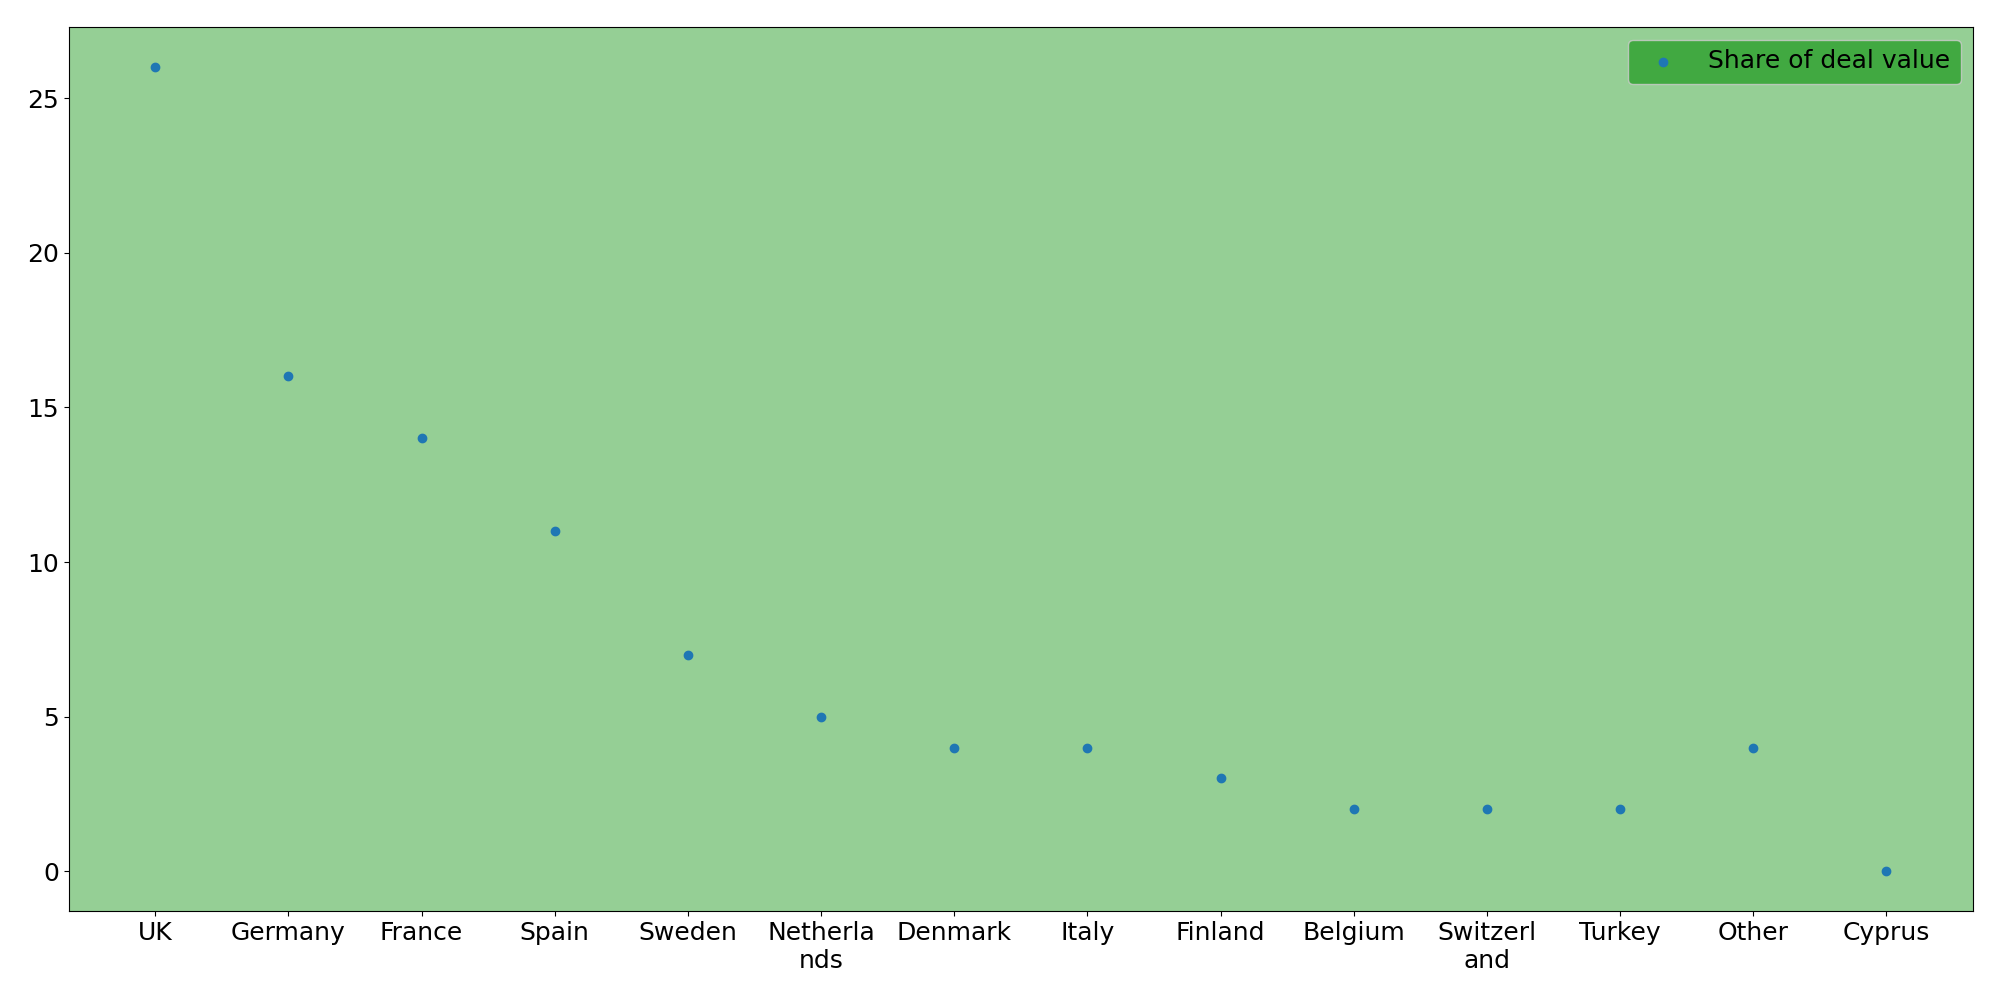 Share of deal value
25
20
15
10
5
0
UK Germany France Spain Sweden Netherla Denmark Italy Finland Belgium Switzerl Turkey Other Cyprus
nds and